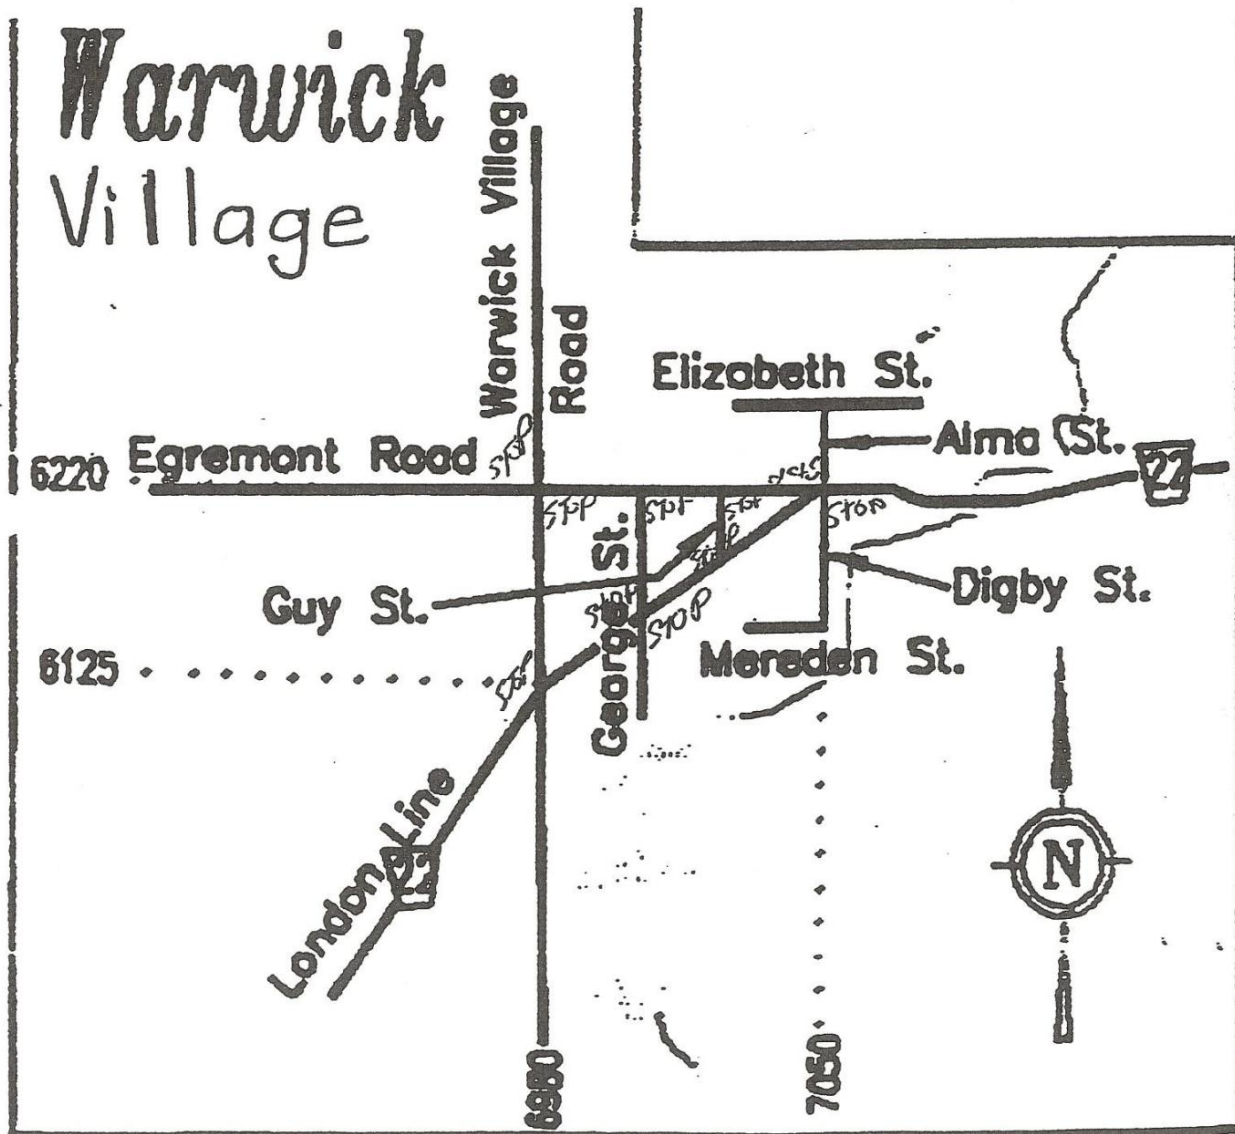 Warwick
Village
Warwick Village
Road
Elizabeth St.
Alma St.
22
Egremont Road
6220
STOP
STOP
STOP
STOP
STOP
STOP
STOP
STOP
STOP
STOP
Guy St.
George St.
Digby St.
Mereden St.
6125
London Line
N
6980
7050